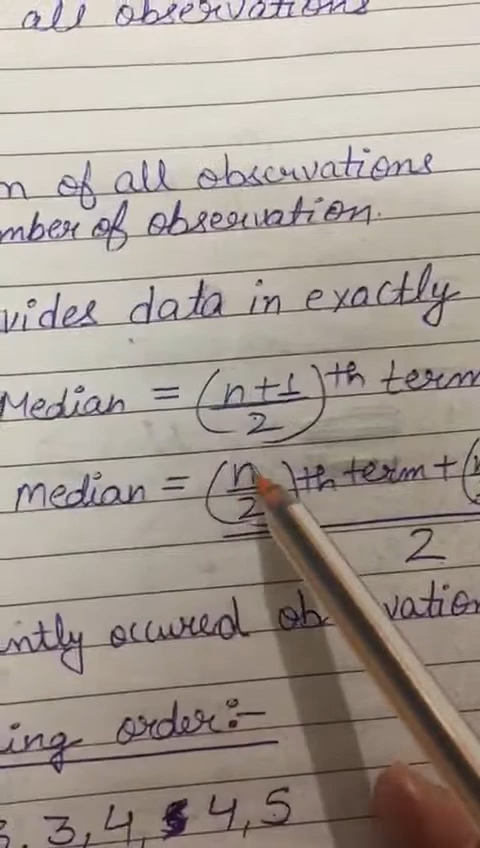 all observations
n of all observations
mber of observation.
vides data in exactly
Median = (n+1/2)th term
median = (n/2)th term + (
2
ntly occured ob vation
ing order:-
3, 4, 4, 5